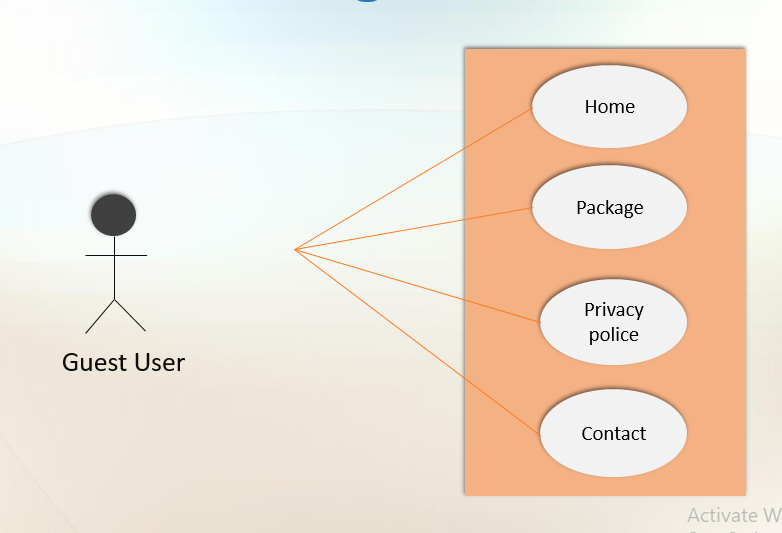 Home
Package
Privacy
police
Guest User
Contact
Activate W